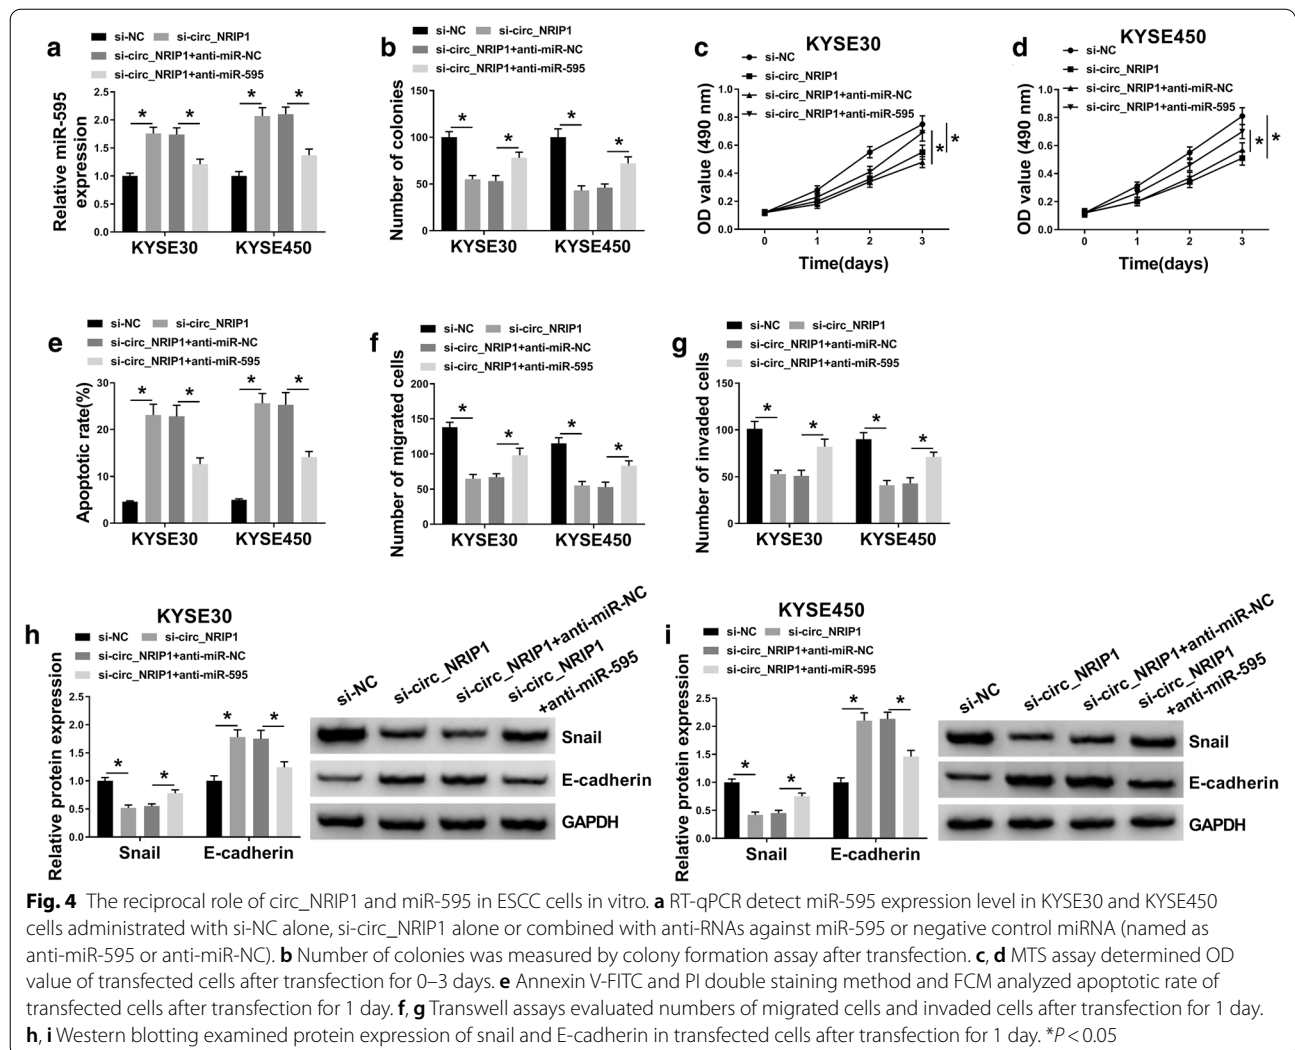 a
si-NC si-circ_NRIP1
si-circ_NRIP1+anti-miR-NC
si-circ_NRIP1+anti-miR-595
Relative miR-595
expression
2.5
2.0
1.5
1.0
0.5
0.0
* * * *
KYSE30 KYSE450
b
si-NC si-circ_NRIP1
si-circ_NRIP1+anti-miR-NC
si-circ_NRIP1+anti-miR-595
Number of colonies
150
100
50
0
* * * *
KYSE30 KYSE450
c
KYSE30
si-NC
si-circ_NRIP1
si-circ_NRIP1+anti-miR-NC
si-circ_NRIP1+anti-miR-595
OD value (490 nm)
1.0
0.8
0.6
0.4
0.2
0.0
* *
0 1 2 3
Time(days)
d
KYSE450
si-NC
si-circ_NRIP1
si-circ_NRIP1+anti-miR-NC
si-circ_NRIP1+anti-miR-595
OD value (490 nm)
1.0
0.8
0.6
0.4
0.2
0.0
* *
0 1 2 3
Time(days)
e
si-NC si-circ_NRIP1
si-circ_NRIP1+anti-miR-NC
si-circ_NRIP1+anti-miR-595
Apoptotic rate(%)
30
20
10
0
* * * *
KYSE30 KYSE450
f
si-NC si-circ_NRIP1
si-circ_NRIP1+anti-miR-NC
si-circ_NRIP1+anti-miR-595
Number of migrated cells
200
150
100
50
0
* * * *
KYSE30 KYSE450
g
si-NC si-circ_NRIP1
si-circ_NRIP1+anti-miR-NC
si-circ_NRIP1+anti-miR-595
Number of invaded cells
150
100
50
0
* * * *
KYSE30 KYSE450
h
KYSE30
si-NC si-circ_NRIP1
si-circ_NRIP1+anti-miR-NC
si-circ_NRIP1+anti-miR-595
Relative protein expression
2.5
2.0
1.5
1.0
0.5
0.0
* * * *
Snail E-cadherin
si-NC
si-circ_NRIP1
si-circ_NRIP1+anti-miR-NC
si-circ_NRIP1
+anti-miR-595
Snail
E-cadherin
GAPDH
i
KYSE450
si-NC si-circ_NRIP1
si-circ_NRIP1+anti-miR-NC
si-circ_NRIP1+anti-miR-595
Relative protein expression
2.5
2.0
1.5
1.0
0.5
0.0
* * * *
Snail E-cadherin
si-NC
si-circ_NRIP1
si-circ_NRIP1+anti-miR-NC
si-circ_NRIP1
+anti-miR-595
Snail
E-cadherin
GAPDH
Fig. 4 The reciprocal role of circ_NRIP1 and miR-595 in ESCC cells in vitro. a RT-qPCR detect miR-595 expression level in KYSE30 and KYSE450
cells administrated with si-NC alone, si-circ_NRIP1 alone or combined with anti-RNAs against miR-595 or negative control miRNA (named as
anti-miR-595 or anti-miR-NC). b Number of colonies was measured by colony formation assay after transfection. c, d MTS assay determined OD
value of transfected cells after transfection for 0–3 days. e Annexin V-FITC and PI double staining method and FCM analyzed apoptotic rate of
transfected cells after transfection for 1 day. f, g Transwell assays evaluated numbers of migrated cells and invaded cells after transfection for 1 day.
h, i Western blotting examined protein expression of snail and E-cadherin in transfected cells after transfection for 1 day. *P < 0.05